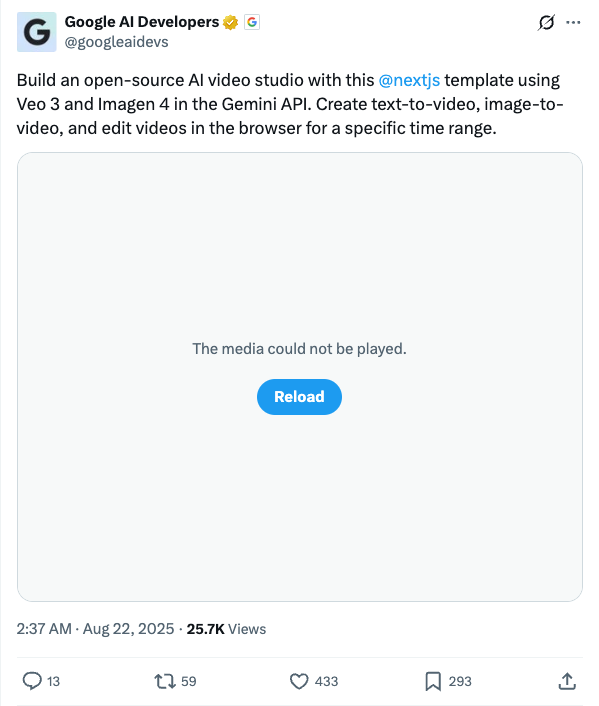 Google AI Developers
@googleaidevs
Build an open-source AI video studio with this @nextjs template using
Veo 3 and Imagen 4 in the Gemini API. Create text-to-video, image-to-
video, and edit videos in the browser for a specific time range.
The media could not be played.
Reload
2:37 AM · Aug 22, 2025 · 25.7K Views
13 59 433 293